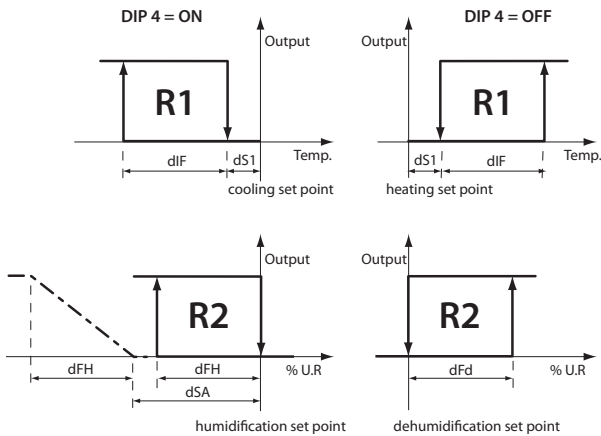 DIP 4 = ON
DIP 4 = OFF
Output
Output
R1
R1
dIF
dS1
Temp.
dS1
dIF
Temp.
cooling set point
heating set point
Output
Output
R2
R2
dFH
dFH
% U.R
dFd
% U.R
dSA
humidification set point
dehumidification set point